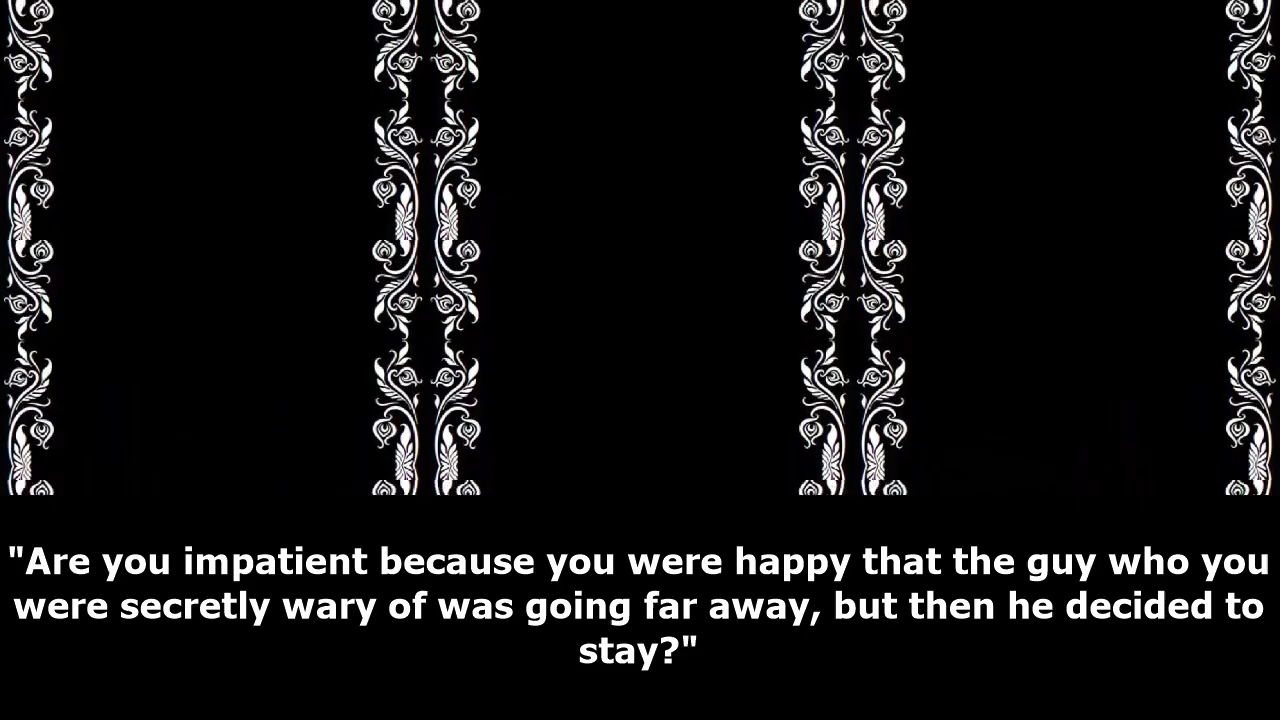 "Are you impatient because you were happy that the guy who you
were secretly wary of was going far away, but then he decided to
stay?"